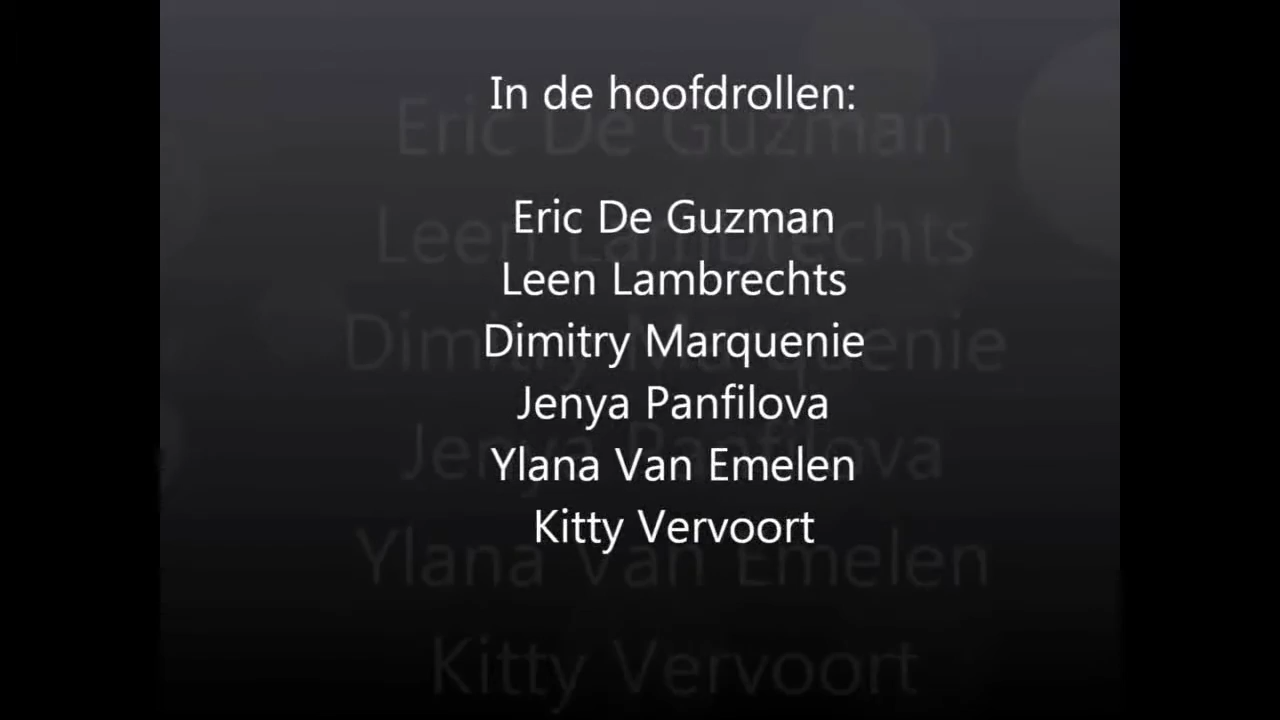 In de hoofdrollen:
Eric De Guzman
Leen Lambrechts
Dimitry Marquenie
Jenya Panfilova
Ylana Van Emelen
Kitty Vervoort